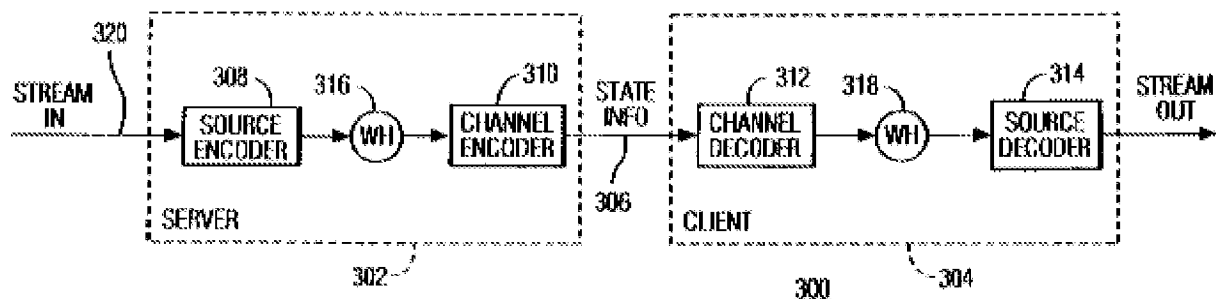 320
STREAM IN
308
SOURCE ENCODER
316
WH
310
CHANNEL ENCODER
SERVER
302
STATE INFO
306
312
CHANNEL DECODER
318
WH
314
SOURCE DECODER
CLIENT
304
STREAM OUT
300